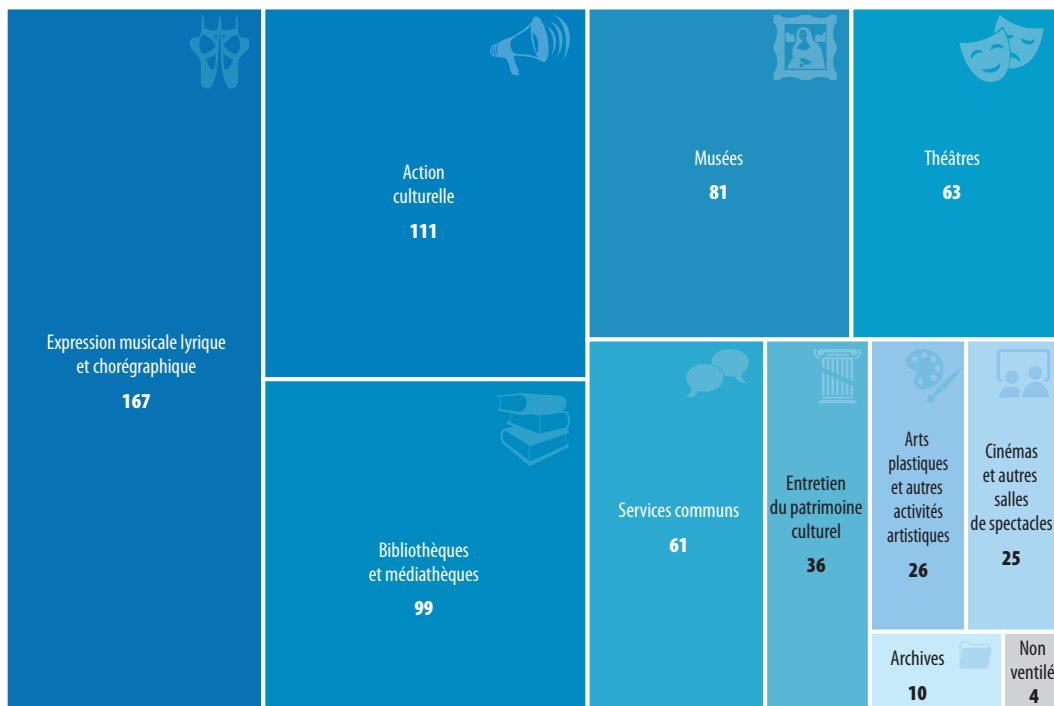 Expression musicale lyrique
et chorégraphique
167
Action
culturelle
111
Bibliothèques
et médiathèques
99
Musées
81
Théâtres
63
Services communs
61
Entretien
du patrimoine
culturel
36
Arts
plastiques
et autres
activités
artistiques
26
Cinémas
et autres
salles
de spectacles
25
Archives
10
Non
ventilé
4